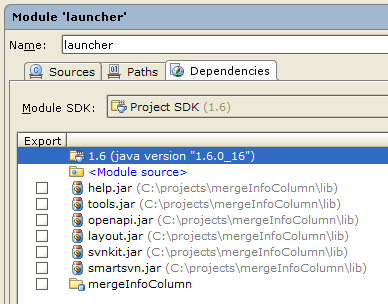 Module 'launcher'
Name: launcher
Sources Paths Dependencies
Module SDK: Project SDK (1.6)
Export
1.6 (java version "1.6.0_16")
<Module source>
help.jar (C:\projects\mergeInfoColumn\lib)
tools.jar (C:\projects\mergeInfoColumn\lib)
openapi.jar (C:\projects\mergeInfoColumn\lib)
layout.jar (C:\projects\mergeInfoColumn\lib)
svnkit.jar (C:\projects\mergeInfoColumn\lib)
smartsvn.jar (C:\projects\mergeInfoColumn\lib)
mergeInfoColumn